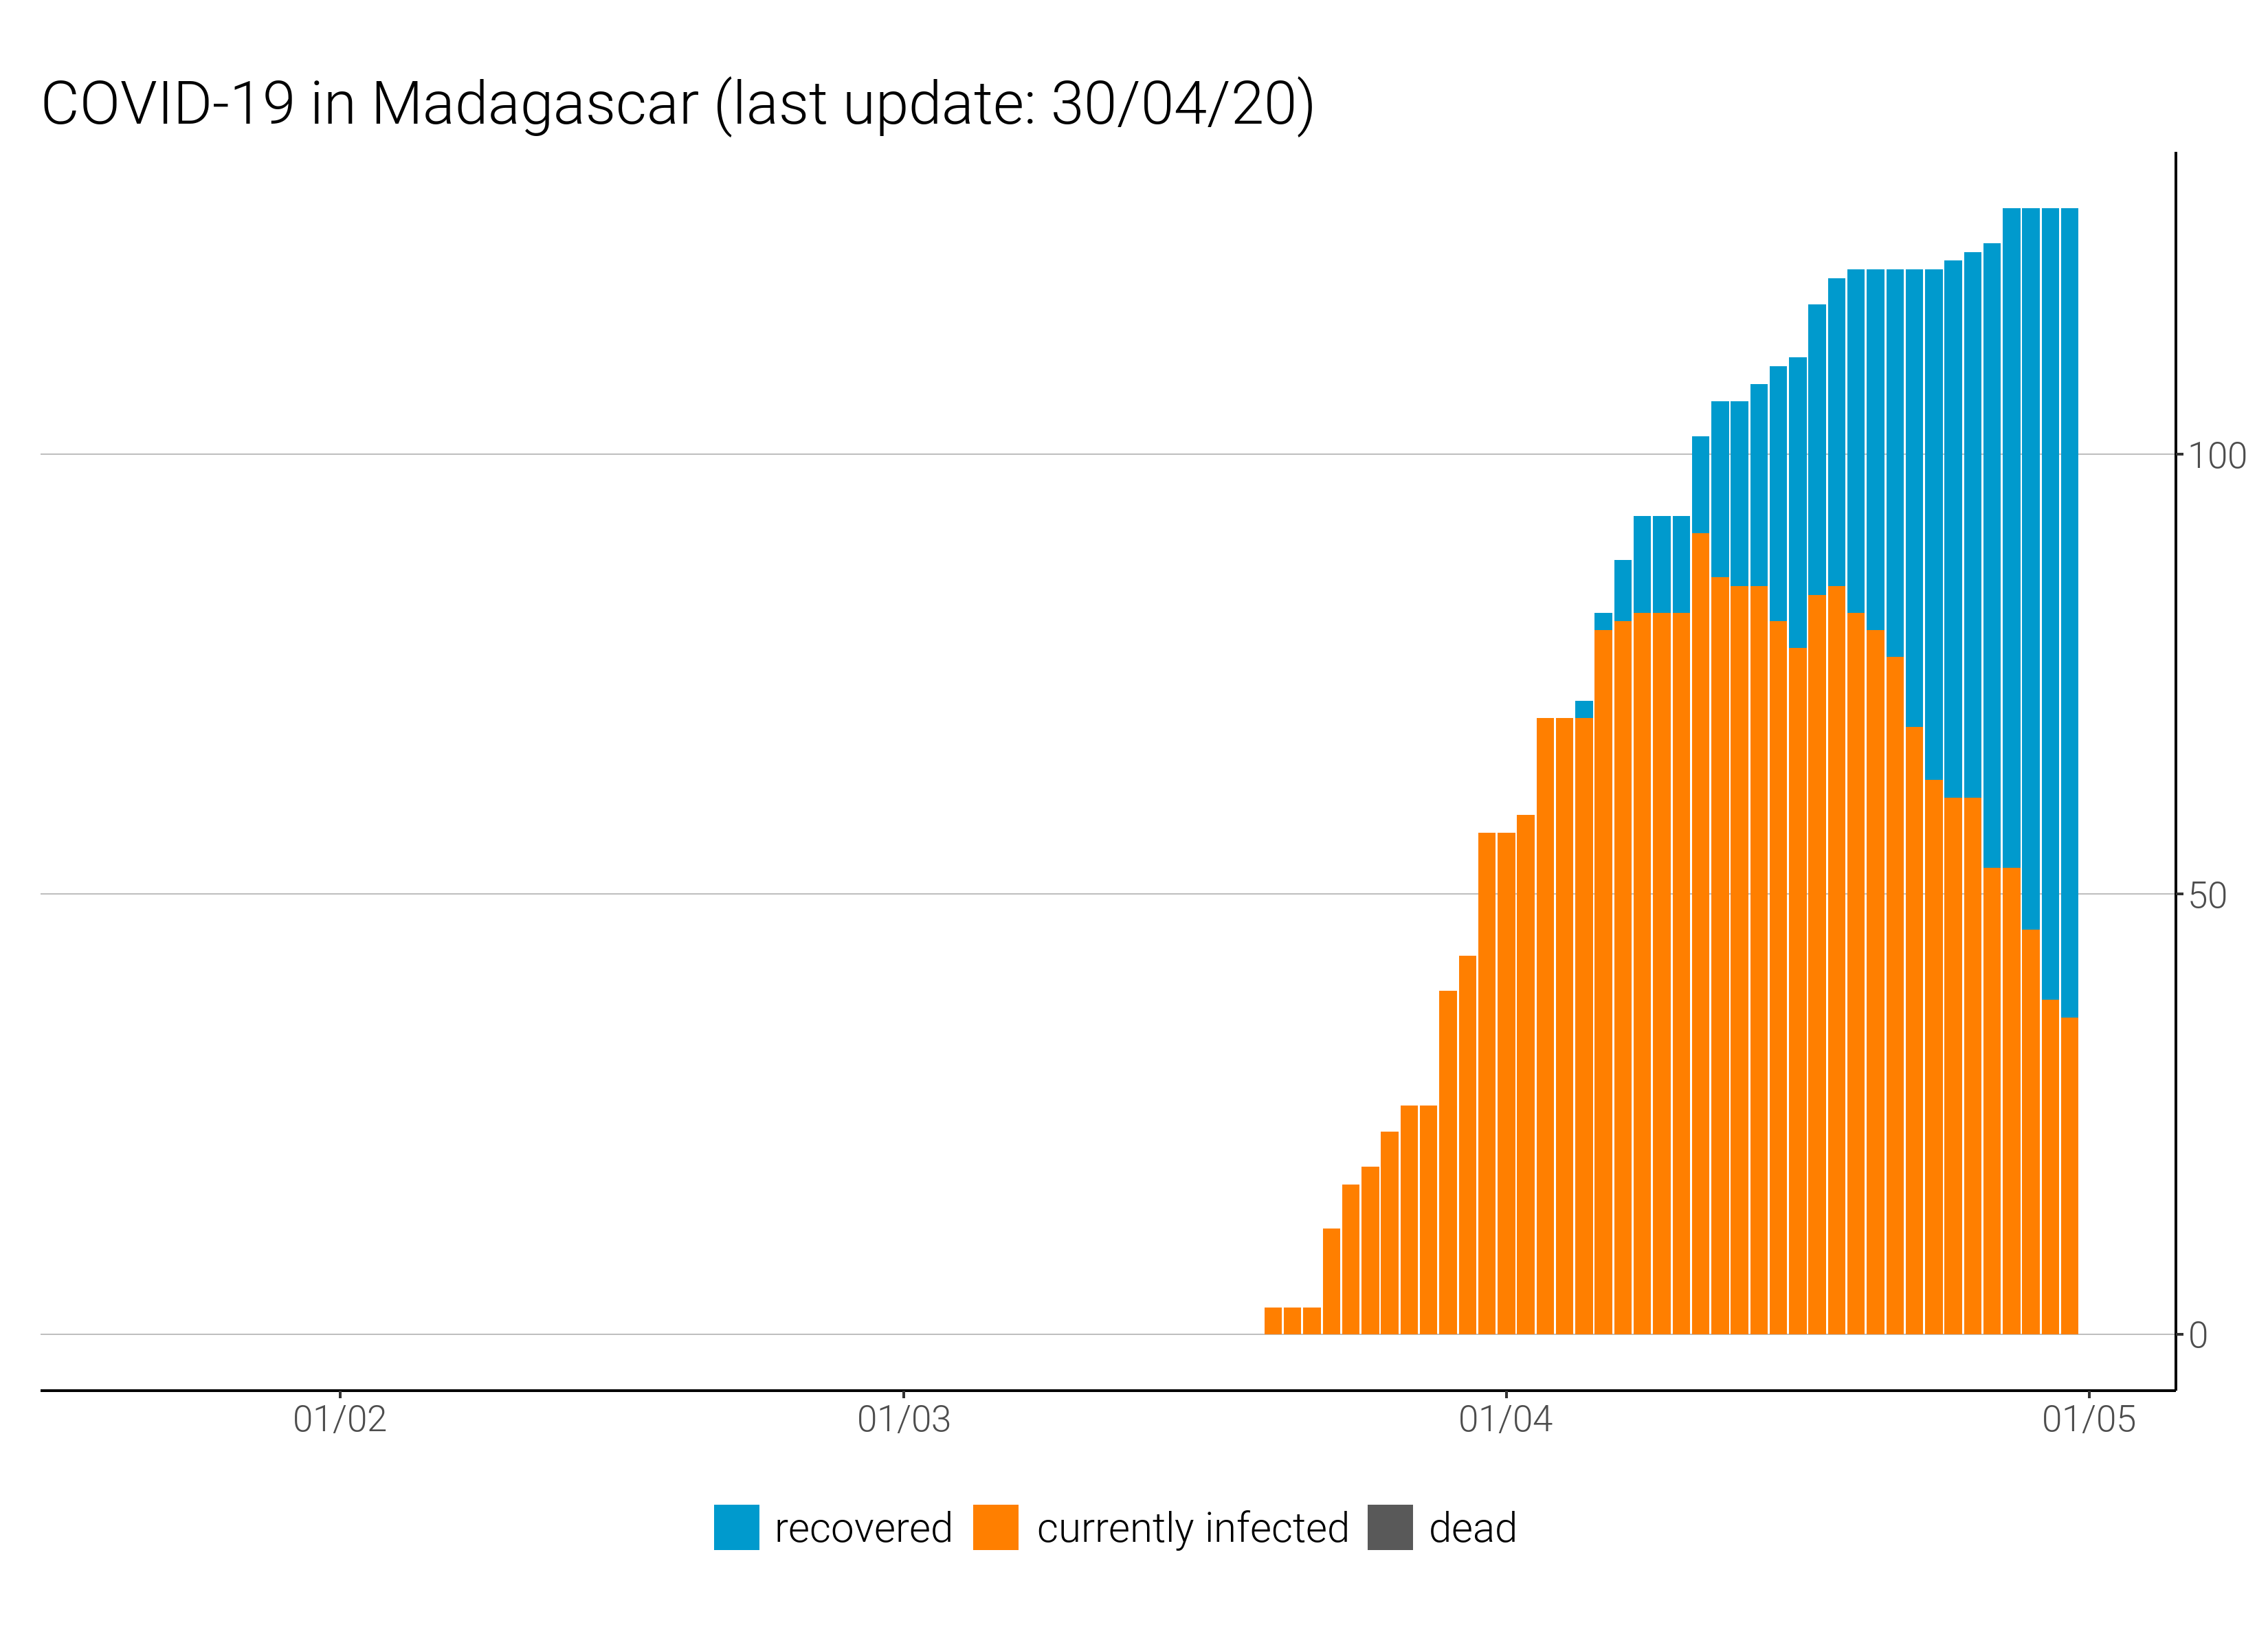 COVID-19 in Madagascar (last update: 30/04/20)
100
50
0
01/02 01/03 01/04 01/05
recovered currently infected dead